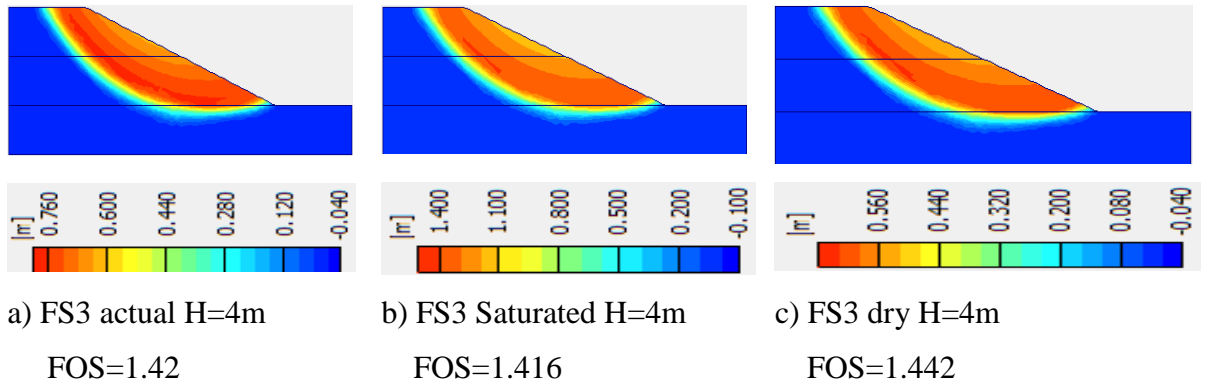 [m] 0.760 0.600 0.440 0.280 0.120 -0.040
[m] 1.400 1.100 0.800 0.500 0.200 -0.100
[m] 0.560 0.440 0.320 0.200 0.080 -0.040
a) FS3 actual H=4m
FOS=1.42
b) FS3 Saturated H=4m
FOS=1.416
c) FS3 dry H=4m
FOS=1.442